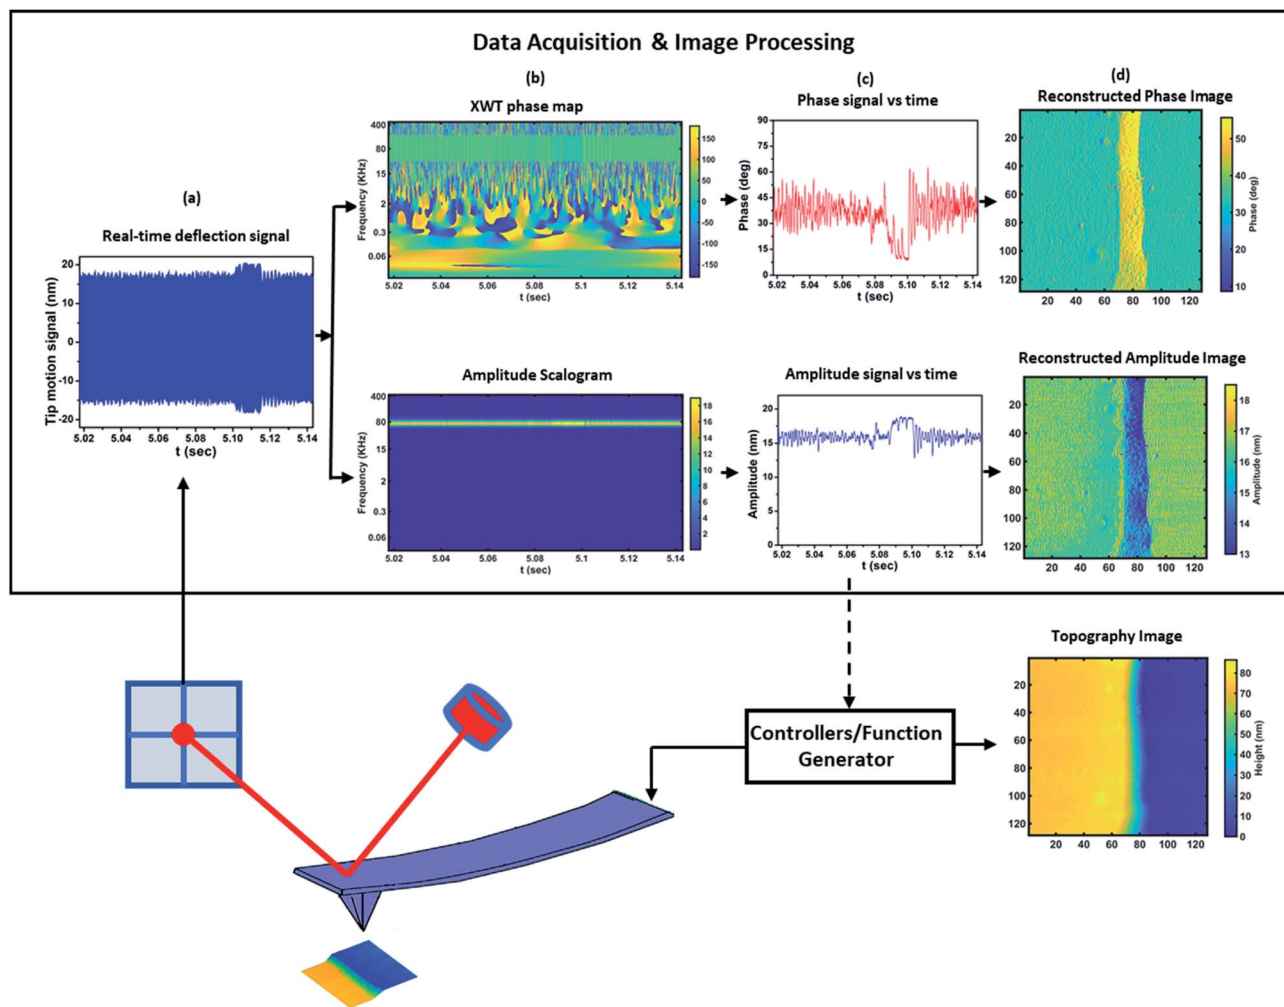 Data Acquisition & Image Processing
(a)
Real-time deflection signal
Tip motion signal (nm)
20
10
0
-10
-20
5.02 5.04 5.06 5.08 5.10 5.12 5.14
t (sec)
(b)
XWT phase map
Frequency (KHz)
400
80
15
2
0.3
0.06
5.02 5.04 5.06 5.08 5.1 5.12 5.14
t (sec)
150
100
50
0
-50
-100
-150
(c)
Phase signal vs time
Phase (deg)
90
75
60
45
30
15
0
5.02 5.04 5.06 5.08 5.10 5.12 5.14
t (sec)
(d)
Reconstructed Phase Image
20
40
60
80
100
120
20 40 60 80 100 120
50
40
30
20
10
Phase (deg)
Amplitude Scalogram
Frequency (KHz)
400
80
15
2
0.3
0.06
5.02 5.04 5.06 5.08 5.1 5.12 5.14
t (sec)
18
16
14
12
10
8
6
4
2
Amplitude signal vs time
Amplitude (nm)
20
15
10
5
0
5.02 5.04 5.06 5.08 5.10 5.12 5.14
t (sec)
Reconstructed Amplitude Image
20
40
60
80
100
120
20 40 60 80 100 120
18
17
16
15
14
13
Amplitude (nm)
Controllers/Function
Generator
Topography Image
20
40
60
80
100
120
20 40 60 80 100 120
80
70
60
50
40
30
20
10
0
Height (nm)